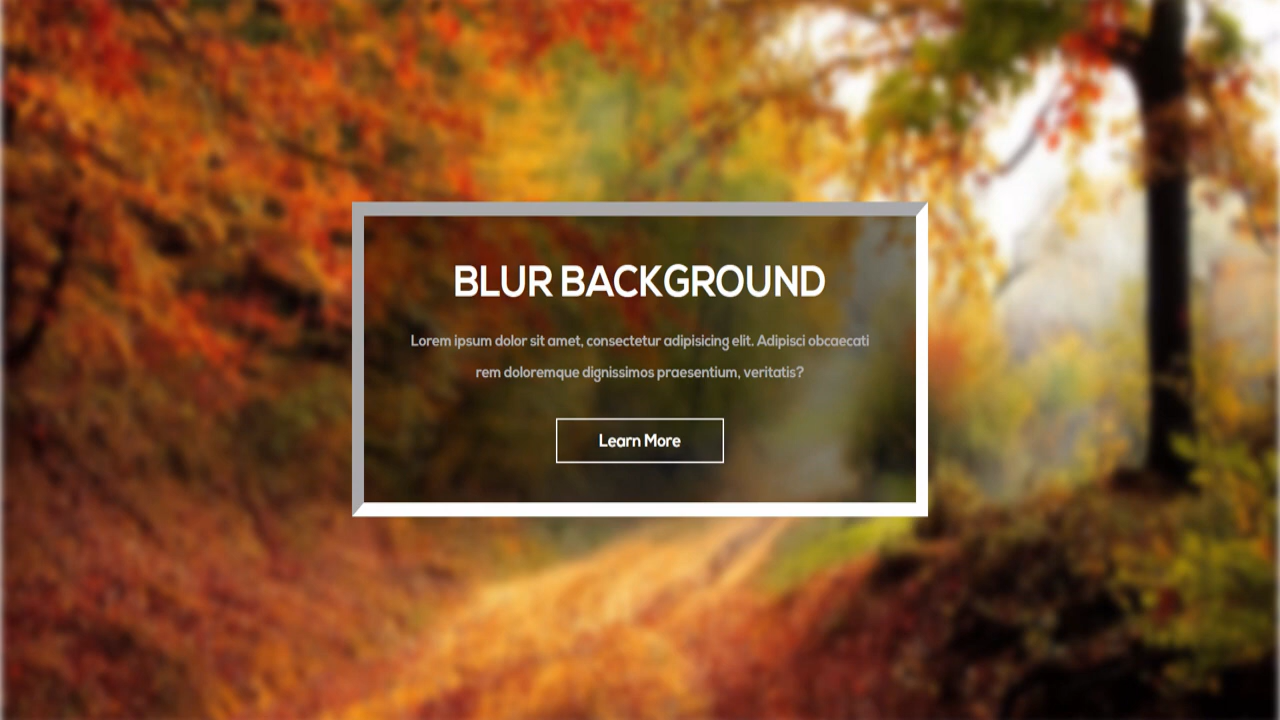 BLUR BACKGROUND
Lorem ipsum dolor sit amet, consectetur adipisicing elit. Adipisci obcaecati
rem doloremque dignissimos praesentium, veritatis?
Learn More